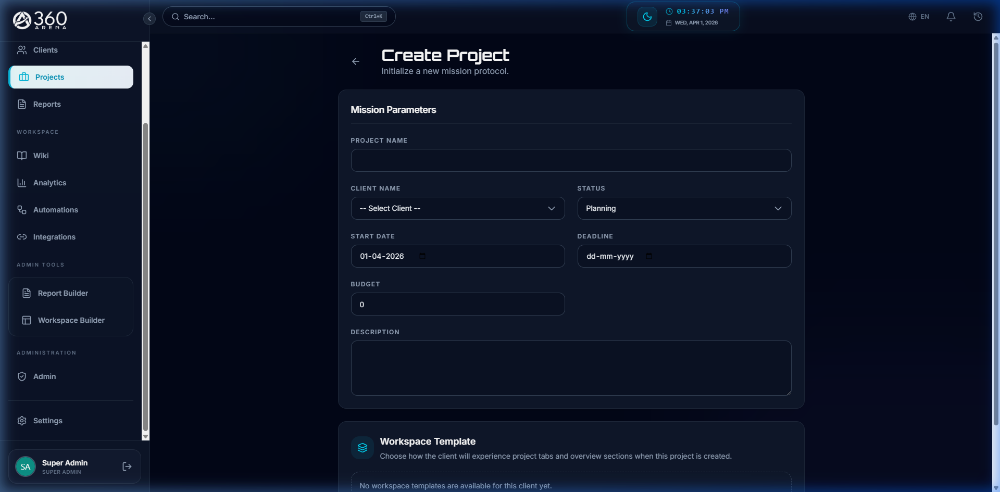 360
ARENA
Search...
Ctrl+K
03:37:03 PM
WED, APR 1, 2026
EN
Clients
Projects
Reports
WORKSPACE
Wiki
Analytics
Automations
Integrations
ADMIN TOOLS
Report Builder
Workspace Builder
ADMINISTRATION
Admin
Settings
SA
Super Admin
SUPER ADMIN
Create Project
Initialize a new mission protocol.
Mission Parameters
PROJECT NAME
CLIENT NAME
-- Select Client --
STATUS
Planning
START DATE
01-04-2026
DEADLINE
dd-mm-yyyy
BUDGET
0
DESCRIPTION
Workspace Template
Choose how the client will experience project tabs and overview sections when this project is created.
No workspace templates are available for this client yet.